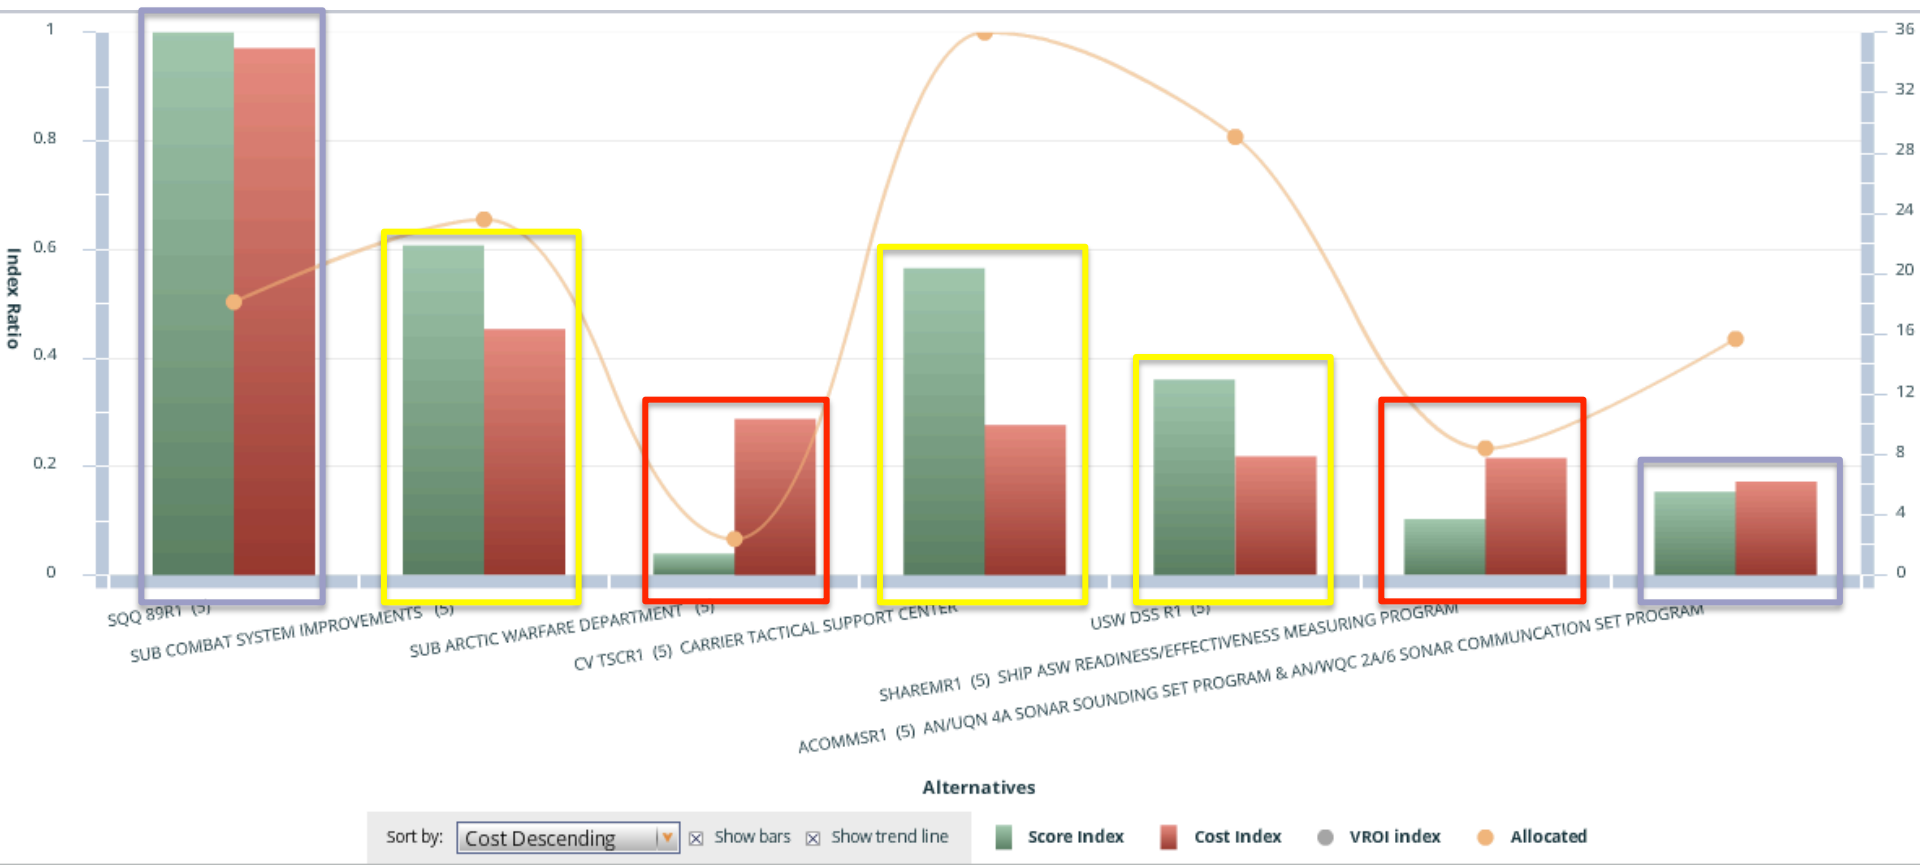 1
0.8
0.6
0.4
0.2
0
Index Ratio
36
32
28
24
20
16
12
8
4
0
SQQ 89R1 (5)
SUB COMBAT SYSTEM IMPROVEMENTS (5)
SUB ARCTIC WARFARE DEPARTMENT (5)
CV TSCR1 (5) CARRIER TACTICAL SUPPORT CENTER
USW DSS R1 (5)
SHAREMR1 (5) SHIP ASW READINESS/EFFECTIVENESS MEASURING PROGRAM
ACOMMSR1 (5) AN/UQN 4A SONAR SOUNDING SET PROGRAM & AN/WQC 2A/6 SONAR COMMUNCATION SET PROGRAM
Alternatives
Sort by: Cost Descending Show bars Show trend line Score Index Cost Index VROI index Allocated